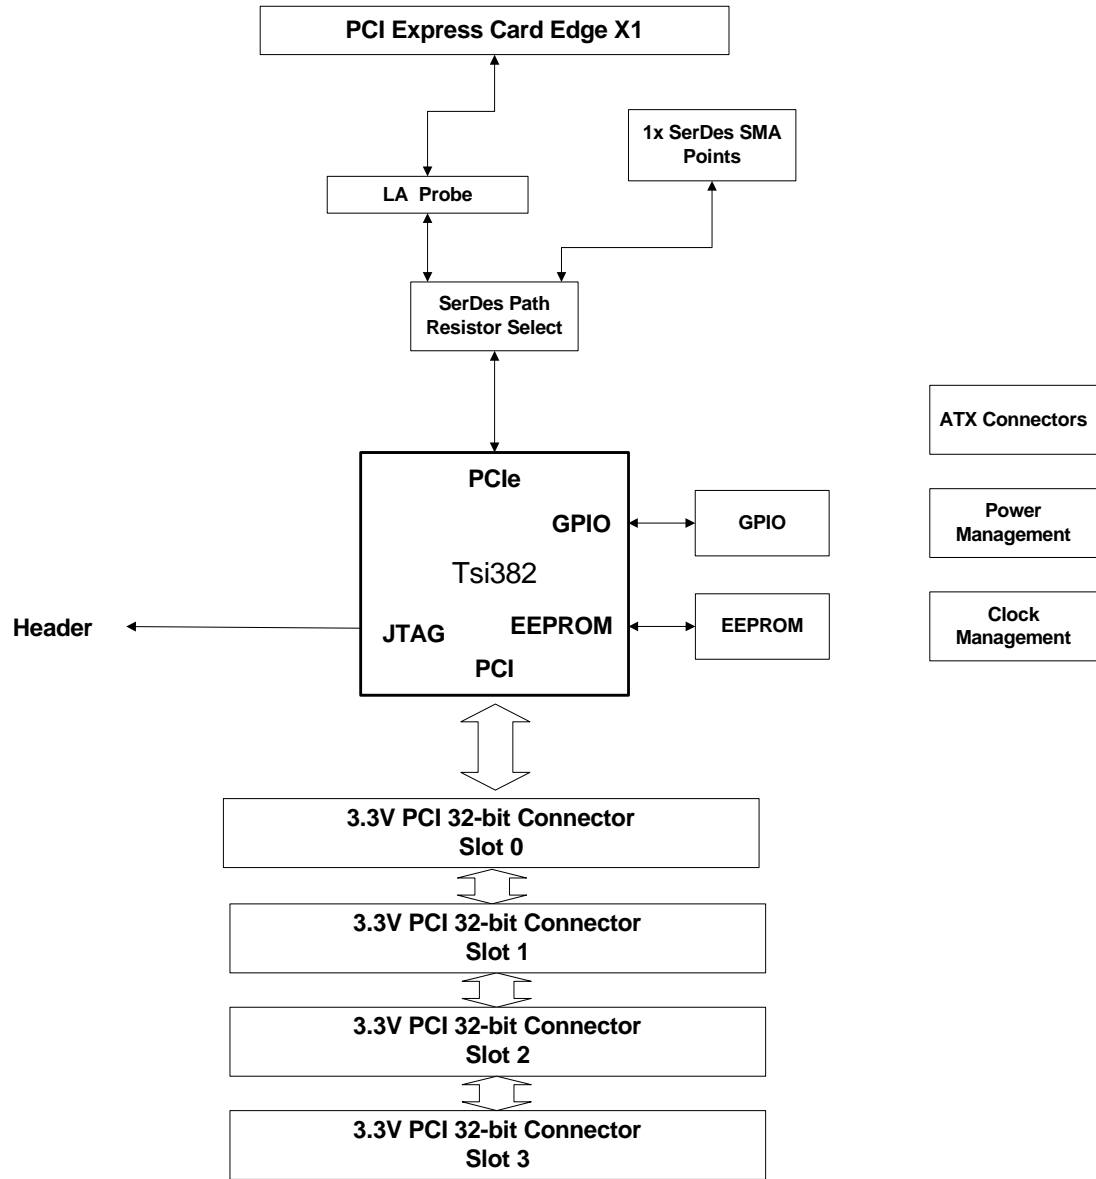 PCI Express Card Edge X1
1x SerDes SMA
Points
LA Probe
SerDes Path
Resistor Select
ATX Connectors
PCIe
Power
Management
GPIO
GPIO
Tsi382
Clock
Management
Header
JTAG
EEPROM
EEPROM
PCI
3.3V PCI 32-bit Connector
Slot 0
3.3V PCI 32-bit Connector
Slot 1
3.3V PCI 32-bit Connector
Slot 2
3.3V PCI 32-bit Connector
Slot 3